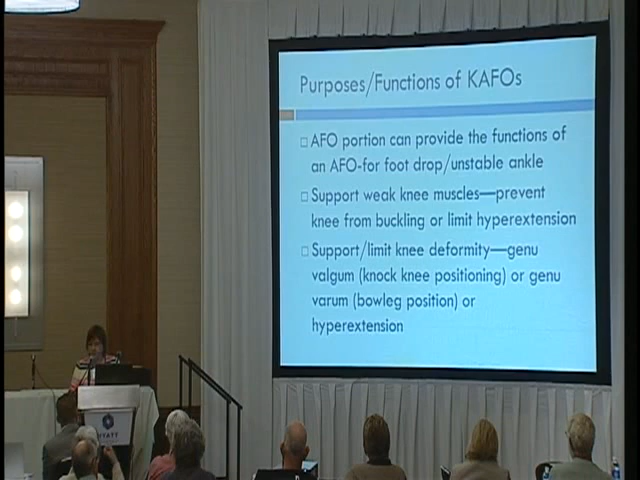 Purposes/Functions of KAFOs
AFO portion can provide the functions of
an AFO-for foot drop/unstable ankle
Support weak knee muscles—prevent
knee from buckling or limit hyperextension
Support/limit knee deformity—genu
valgum (knock knee positioning) or genu
varum (bowleg position) or
hyperextension
HYATT